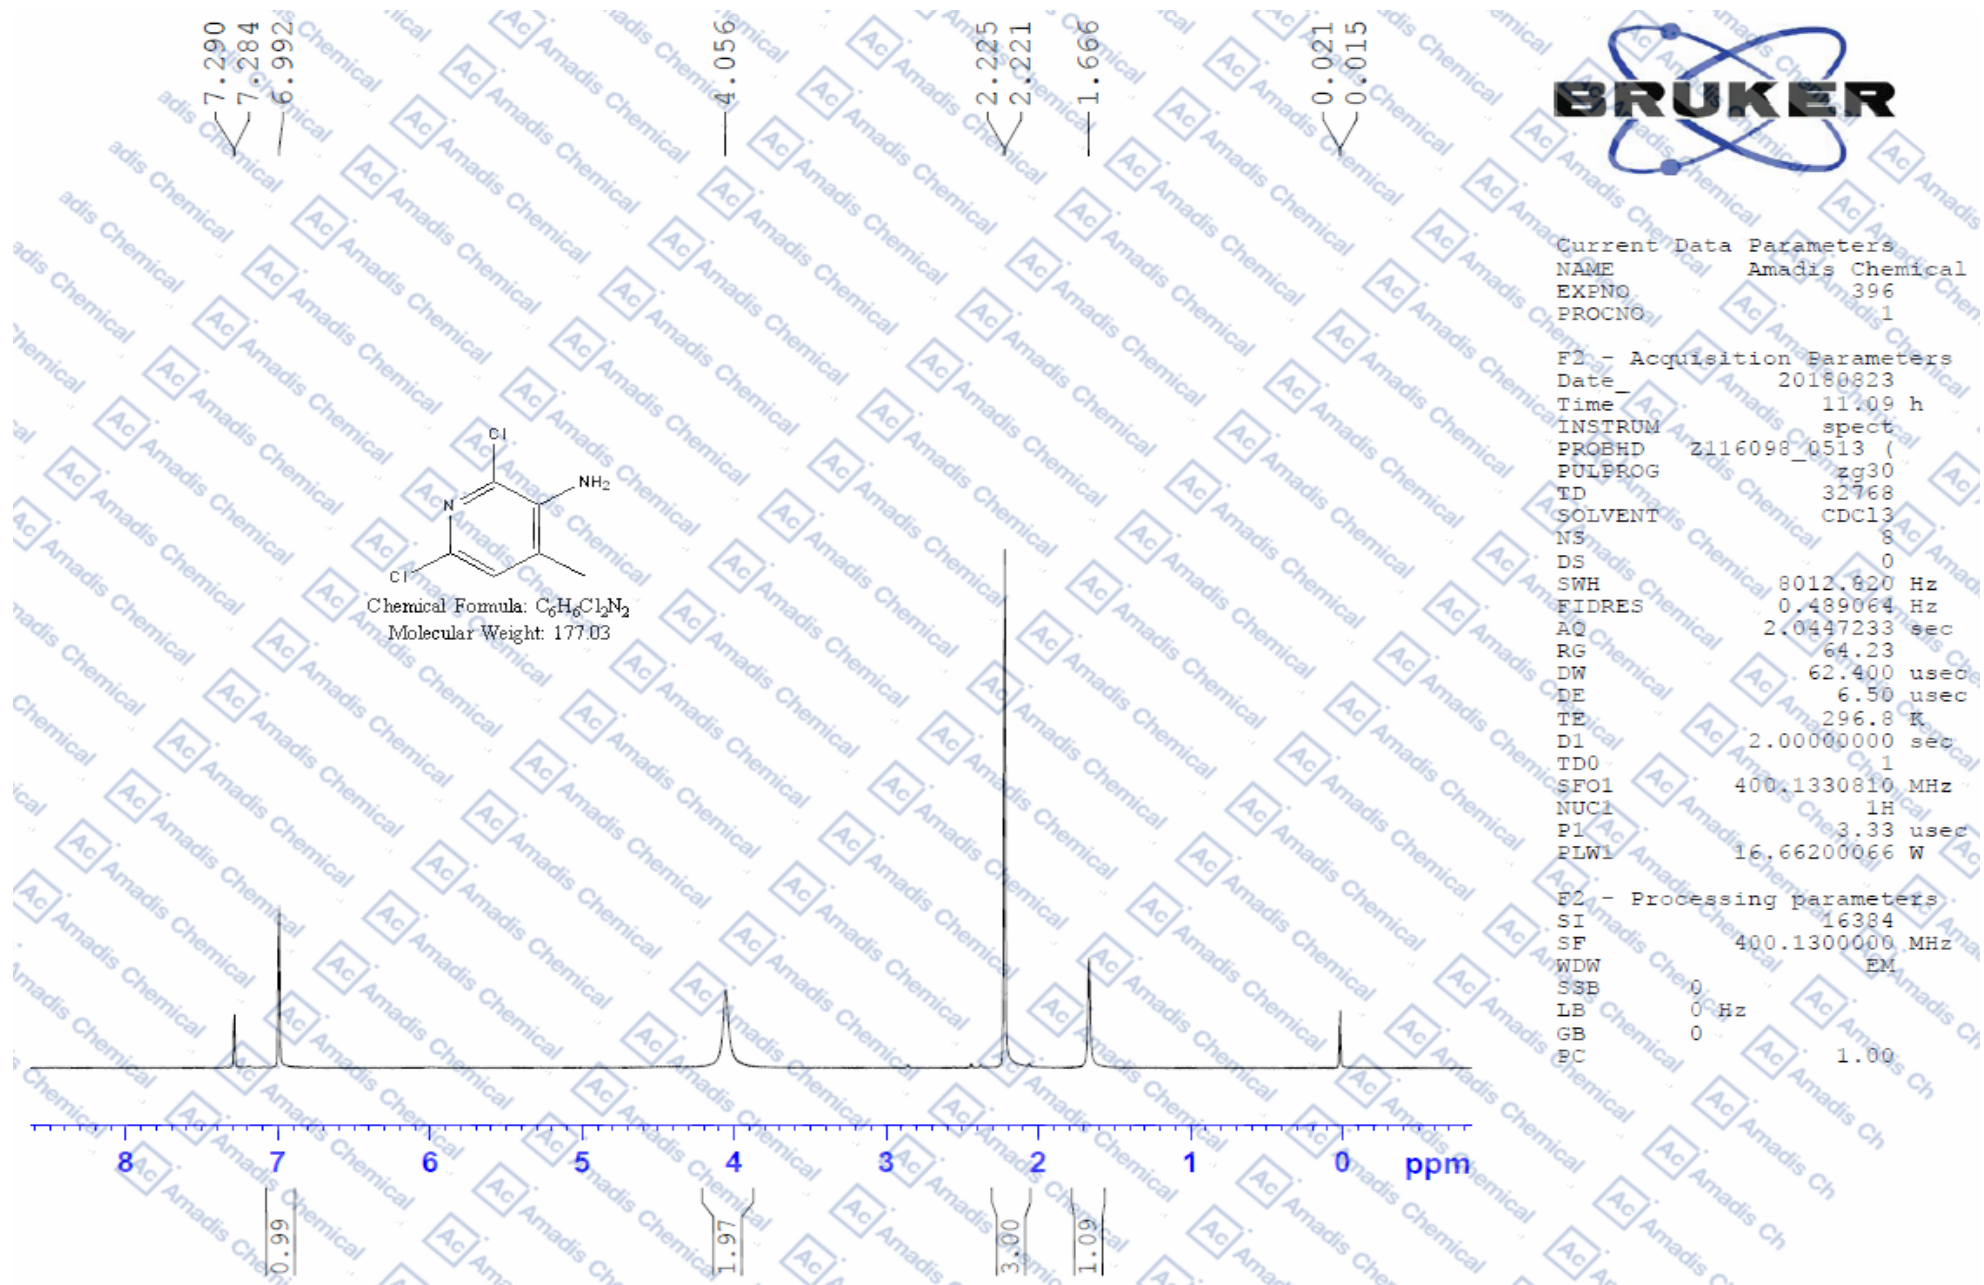 7.290
7.284
6.992
4.056
2.225
2.221
1.666
0.021
0.015
BRUKER
Current Data Parameters
NAME Amadis Chemical
EXPNO 396
PROCNO 1
F2 - Acquisition Parameters
Date_ 20180823
Time 11.09 h
INSTRUM spect
PROBHD Z116098_0513 (
PULPROG zg30
TD 32768
SOLVENT CDCl3
NS 8
DS 0
SWH 8012.820 Hz
FIDRES 0.489064 Hz
AQ 2.0447233 sec
RG 64.23
DW 62.400 usec
DE 6.50 usec
TE 296.8 K
D1 2.00000000 sec
TD0 1
SFO1 400.1330810 MHz
NUC1 1H
P1 3.33 usec
PLW1 16.66200066 W
F2 - Processing parameters
SI 16384
SF 400.1300000 MHz
WDW EM
SSB 0
LB 0 Hz
GB 0
PC 1.00
Cl
NH2
N
Cl
Chemical Formula: C6H6Cl2N2
Molecular Weight: 177.03
8 7 6 5 4 3 2 1 0 ppm
0.99
1.97
3.00
1.09
Ac Amadis Chemical